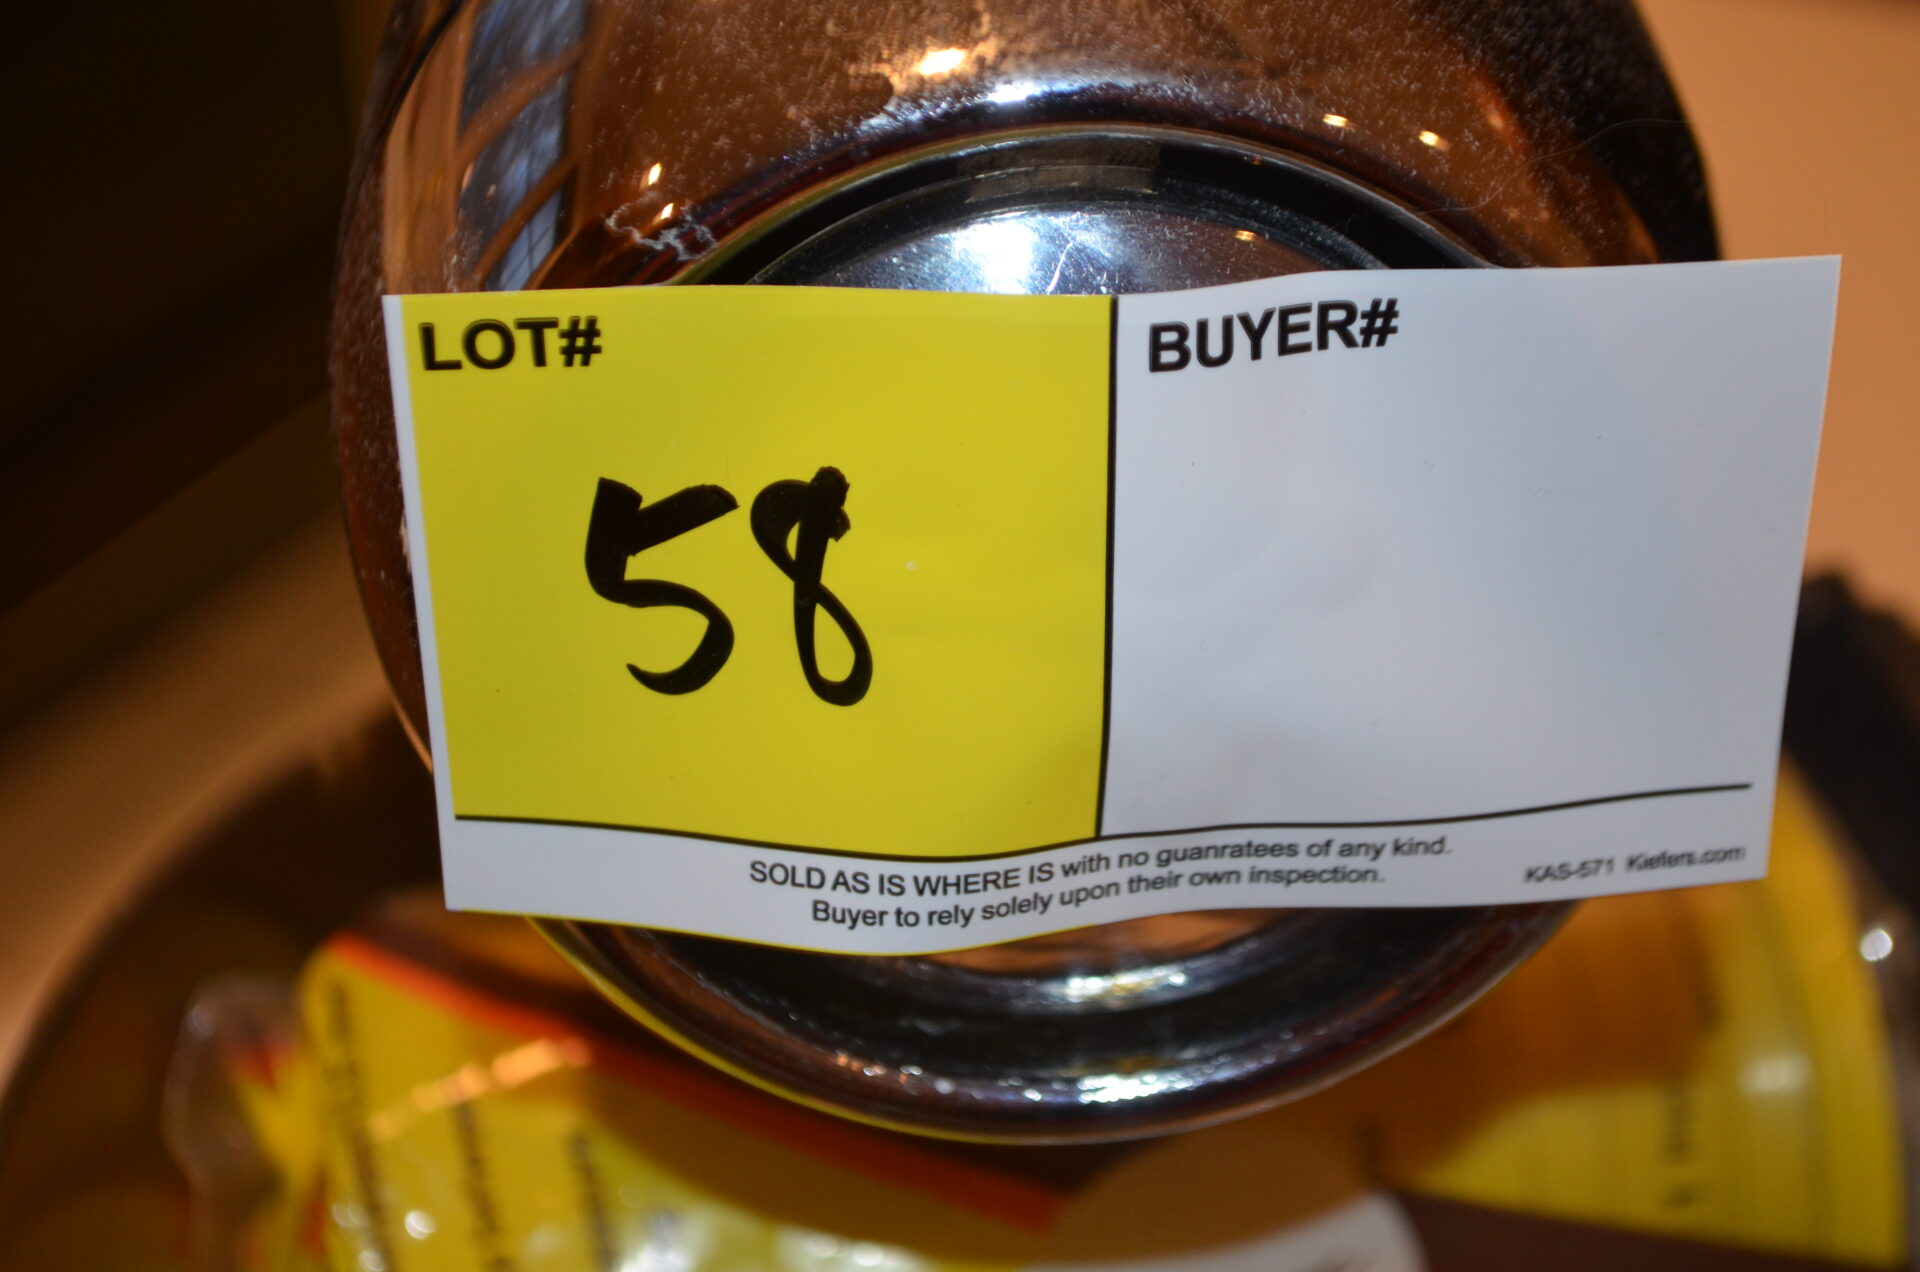 LOT#
BUYER#
58
SOLD AS IS WHERE IS with no guanratees of any kind.
Buyer to rely solely upon their own inspection.
KAS-571 Kiefers.com